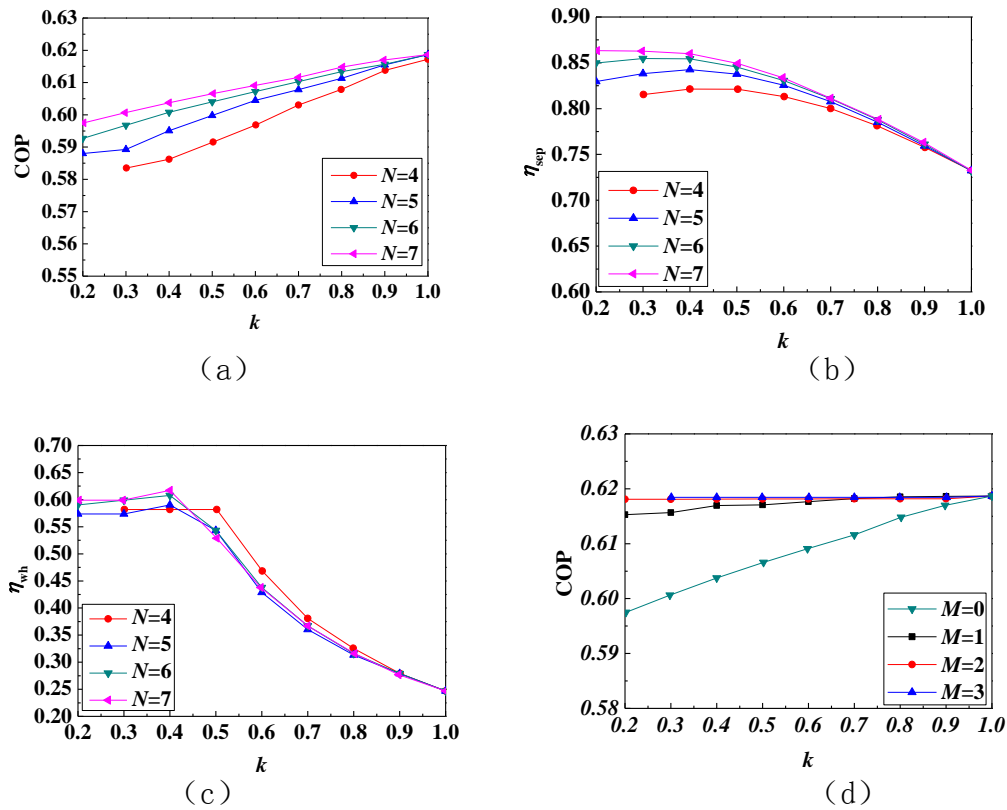 0.63
0.62
0.61
0.60
0.59
0.58
0.57
0.56
0.55
COP
N=4
N=5
N=6
N=7
0.2 0.3 0.4 0.5 0.6 0.7 0.8 0.9 1.0
k
(a)
0.90
0.85
0.80
0.75
0.70
0.65
0.60
ηsep
N=4
N=5
N=6
N=7
0.2 0.3 0.4 0.5 0.6 0.7 0.8 0.9 1.0
k
(b)
0.70
0.65
0.60
0.55
0.50
0.45
0.40
0.35
0.30
0.25
0.20
ηwh
N=4
N=5
N=6
N=7
0.2 0.3 0.4 0.5 0.6 0.7 0.8 0.9 1.0
k
(c)
0.63
0.62
0.61
0.60
0.59
0.58
COP
M=0
M=1
M=2
M=3
0.2 0.3 0.4 0.5 0.6 0.7 0.8 0.9 1.0
k
(d)